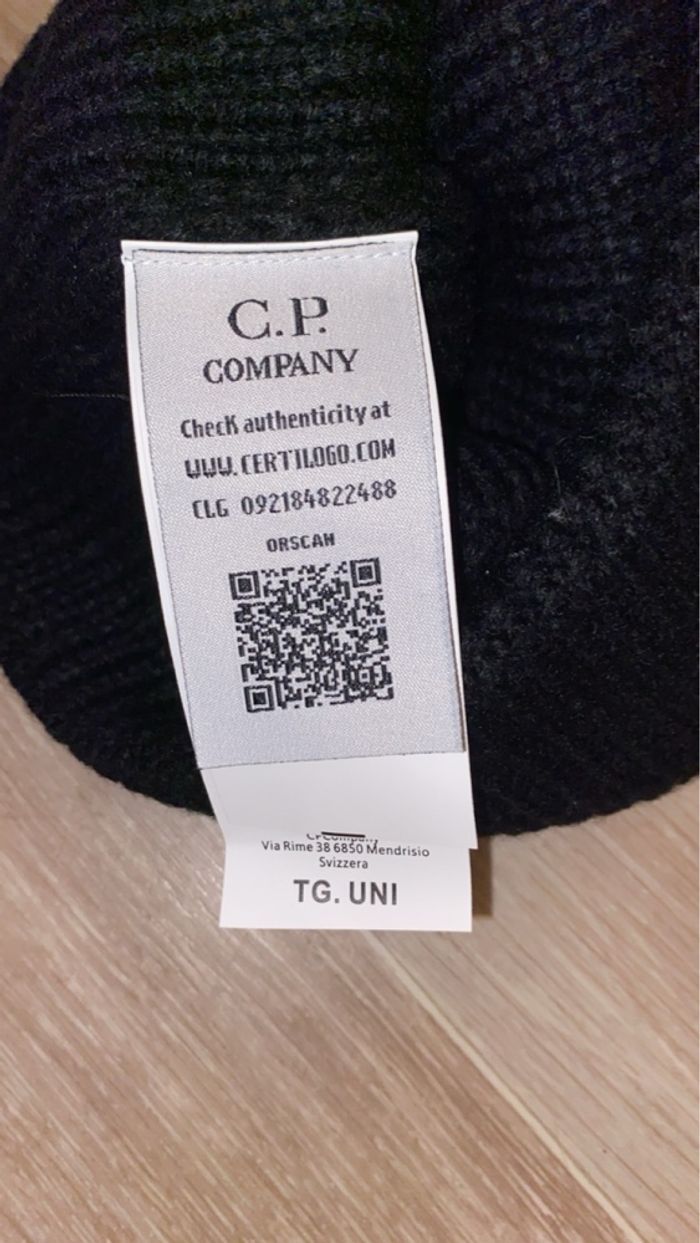 C.P.
COMPANY
ChecK authenticity at
WWW.CERTILOGO.COM
CLG 092184822488
ORSCAN
Via Rime 38 6850 Mendrisio
Svizzera
TG. UNI